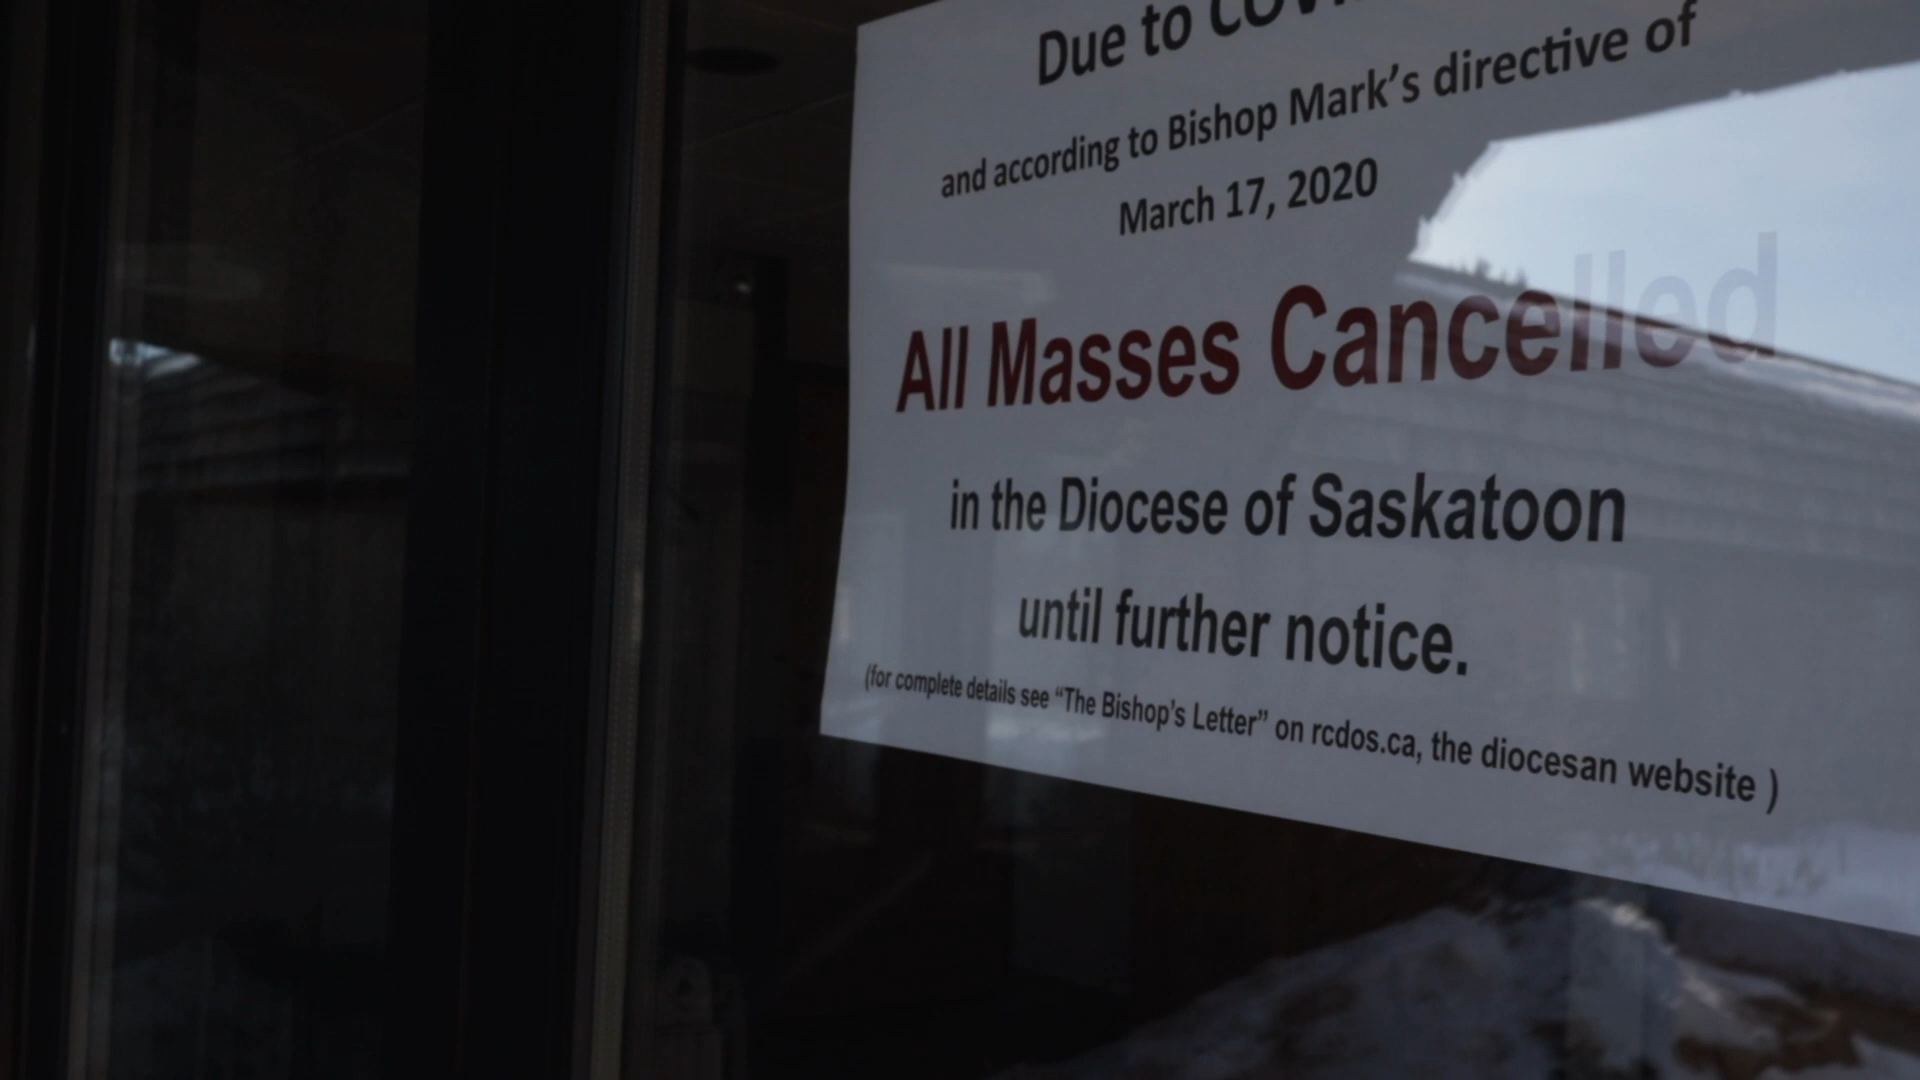 Due to
and according to Bishop Mark's directive of
March 17, 2020
All Masses Cancelled
in the Diocese of Saskatoon
until further notice.
(for complete details see “The Bishop's Letter” on rcdos.ca, the diocesan website )